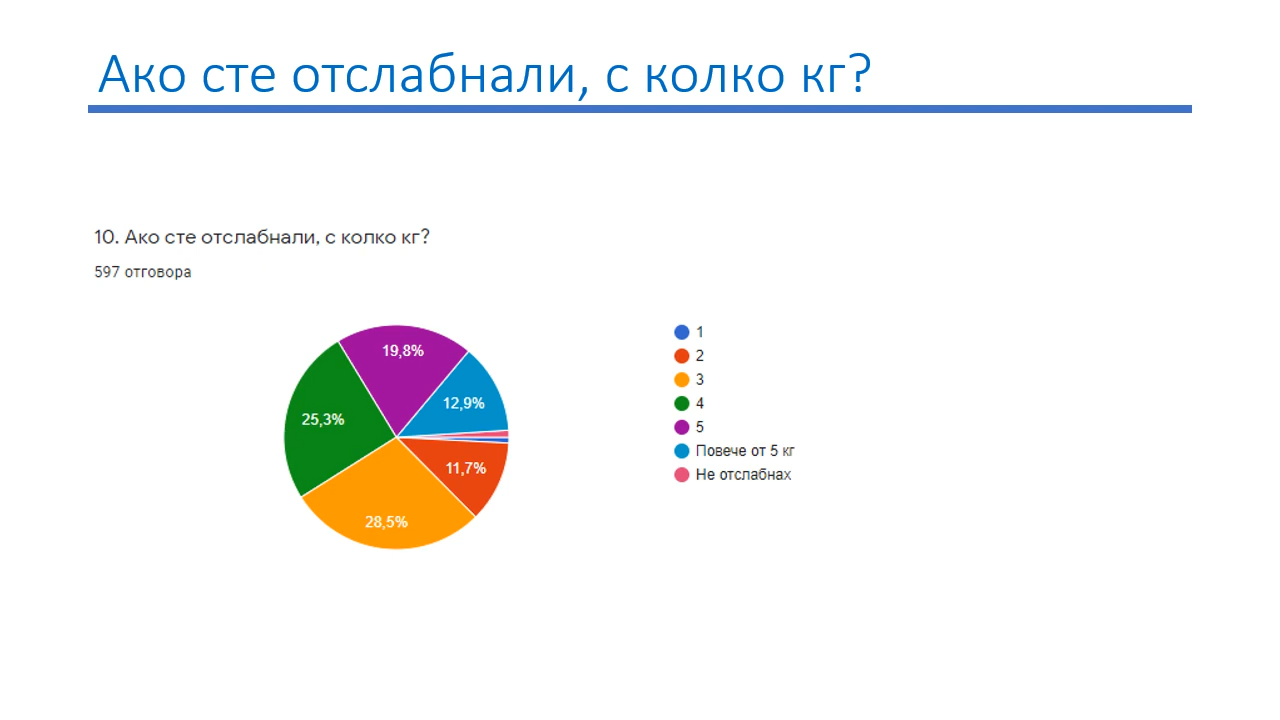 Ако сте отслабнали, с колко кг?
10. Ако сте отслабнали, с колко кг?
597 отговора
19,8%
12,9%
25,3%
11,7%
28,5%
1
2
3
4
5
Повече от 5 кг
Не отслабнах